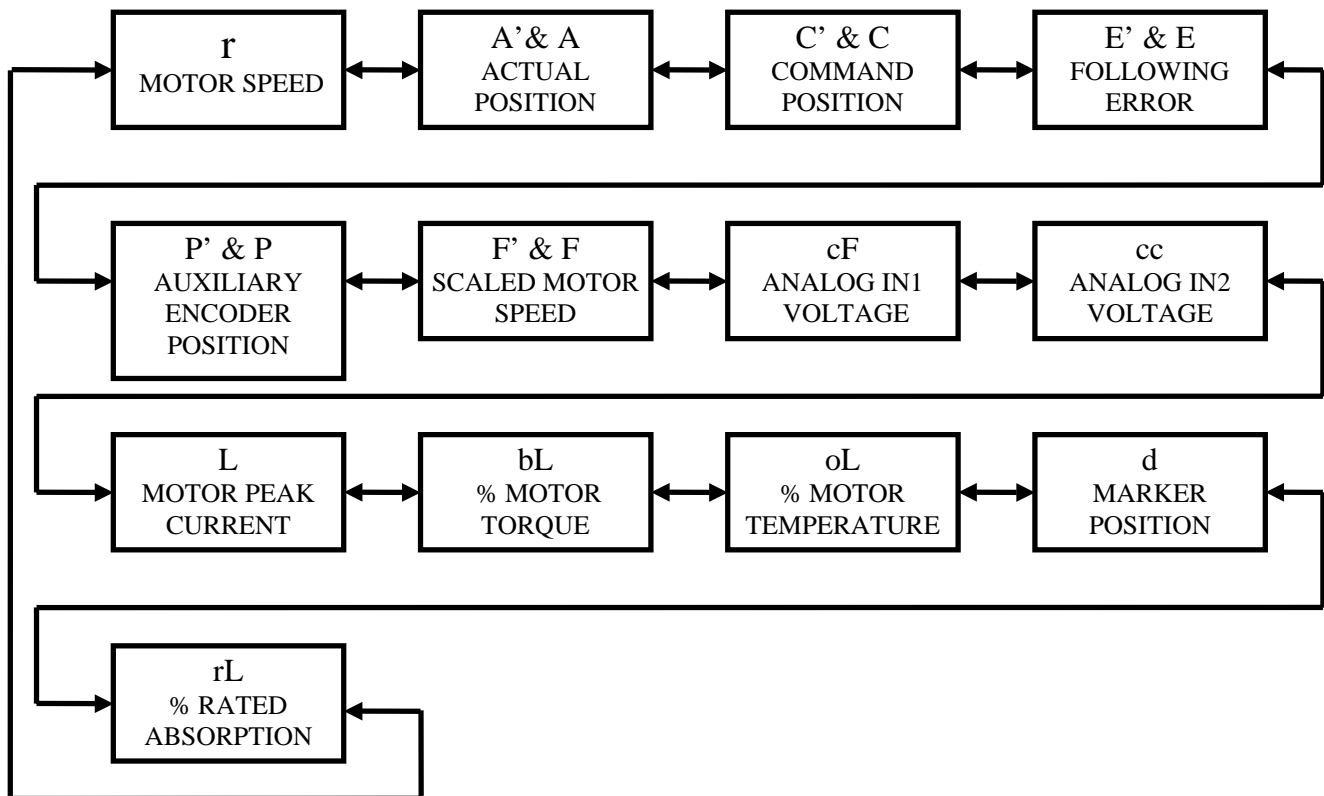 r
MOTOR SPEED
A’& A
ACTUAL
POSITION
C’ & C
COMMAND
POSITION
E’ & E
FOLLOWING
ERROR
P’ & P
AUXILIARY
ENCODER
POSITION
F’ & F
SCALED MOTOR
SPEED
cF
ANALOG IN1
VOLTAGE
cc
ANALOG IN2
VOLTAGE
L
MOTOR PEAK
CURRENT
bL
% MOTOR
TORQUE
oL
% MOTOR
TEMPERATURE
d
MARKER
POSITION
rL
% RATED
ABSORPTION